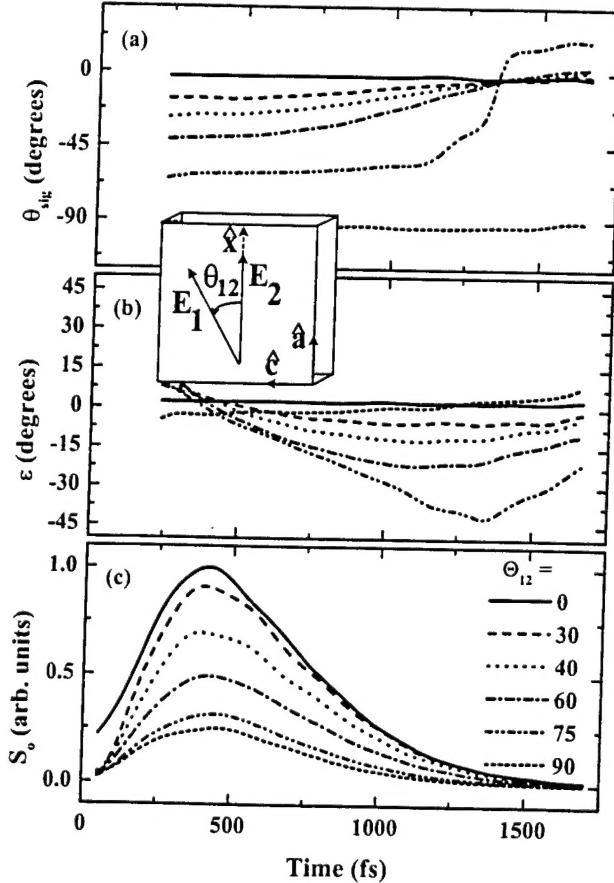 (a)
θsig (degrees)
0
-45
-90
x̂
θ12
E1
E2
â
ĉ
(b)
ε (degrees)
45
30
15
0
-15
-30
-45
(c)
So (arb. units)
1.0
0.5
0.0
Θ12 =
0
30
40
60
75
90
0
500
1000
1500
Time (fs)